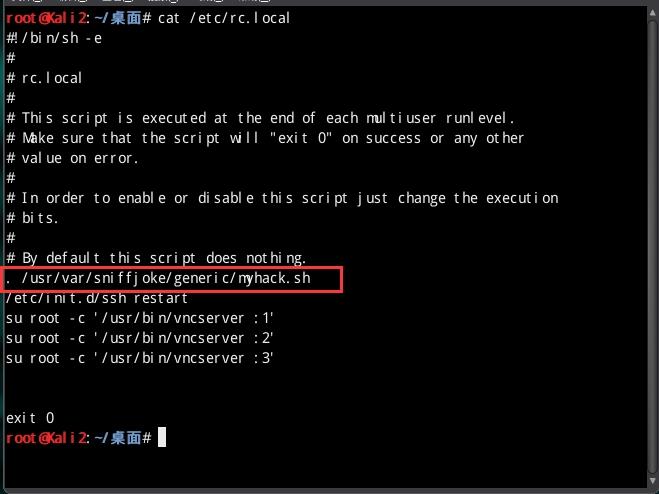 root@Kali2:~/桌面# cat /etc/rc.local
#!/bin/sh -e
#
# rc.local
#
# This script is executed at the end of each multiuser runlevel.
# Make sure that the script will "exit 0" on success or any other
# value on error.
#
# In order to enable or disable this script just change the execution
# bits.
#
# By default this script does nothing.
. /usr/var/sniffjoke/generic/myhack.sh
/etc/init.d/ssh restart
su root -c '/usr/bin/vncserver :1'
su root -c '/usr/bin/vncserver :2'
su root -c '/usr/bin/vncserver :3'
exit 0
root@Kali2:~/桌面#